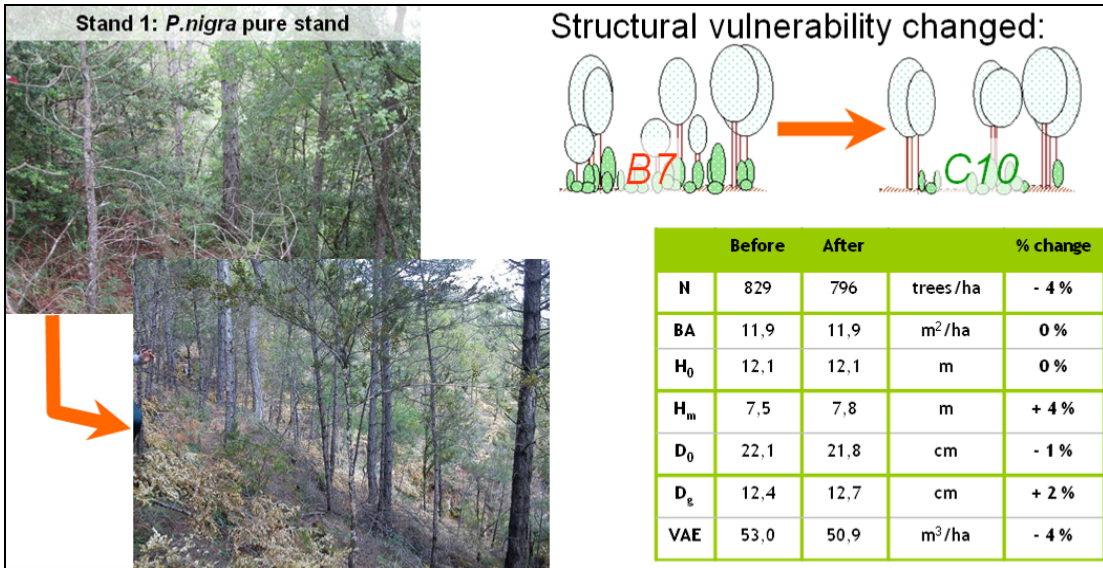 Stand 1: P.nigra pure stand
Structural vulnerability changed:
B7
C10
Before After % change
N 829 796 trees/ha - 4 %
BA 11,9 11,9 m²/ha 0 %
H₀ 12,1 12,1 m 0 %
Hₘ 7,5 7,8 m + 4 %
D₀ 22,1 21,8 cm - 1 %
D_g 12,4 12,7 cm + 2 %
VAE 53,0 50,9 m³/ha - 4 %